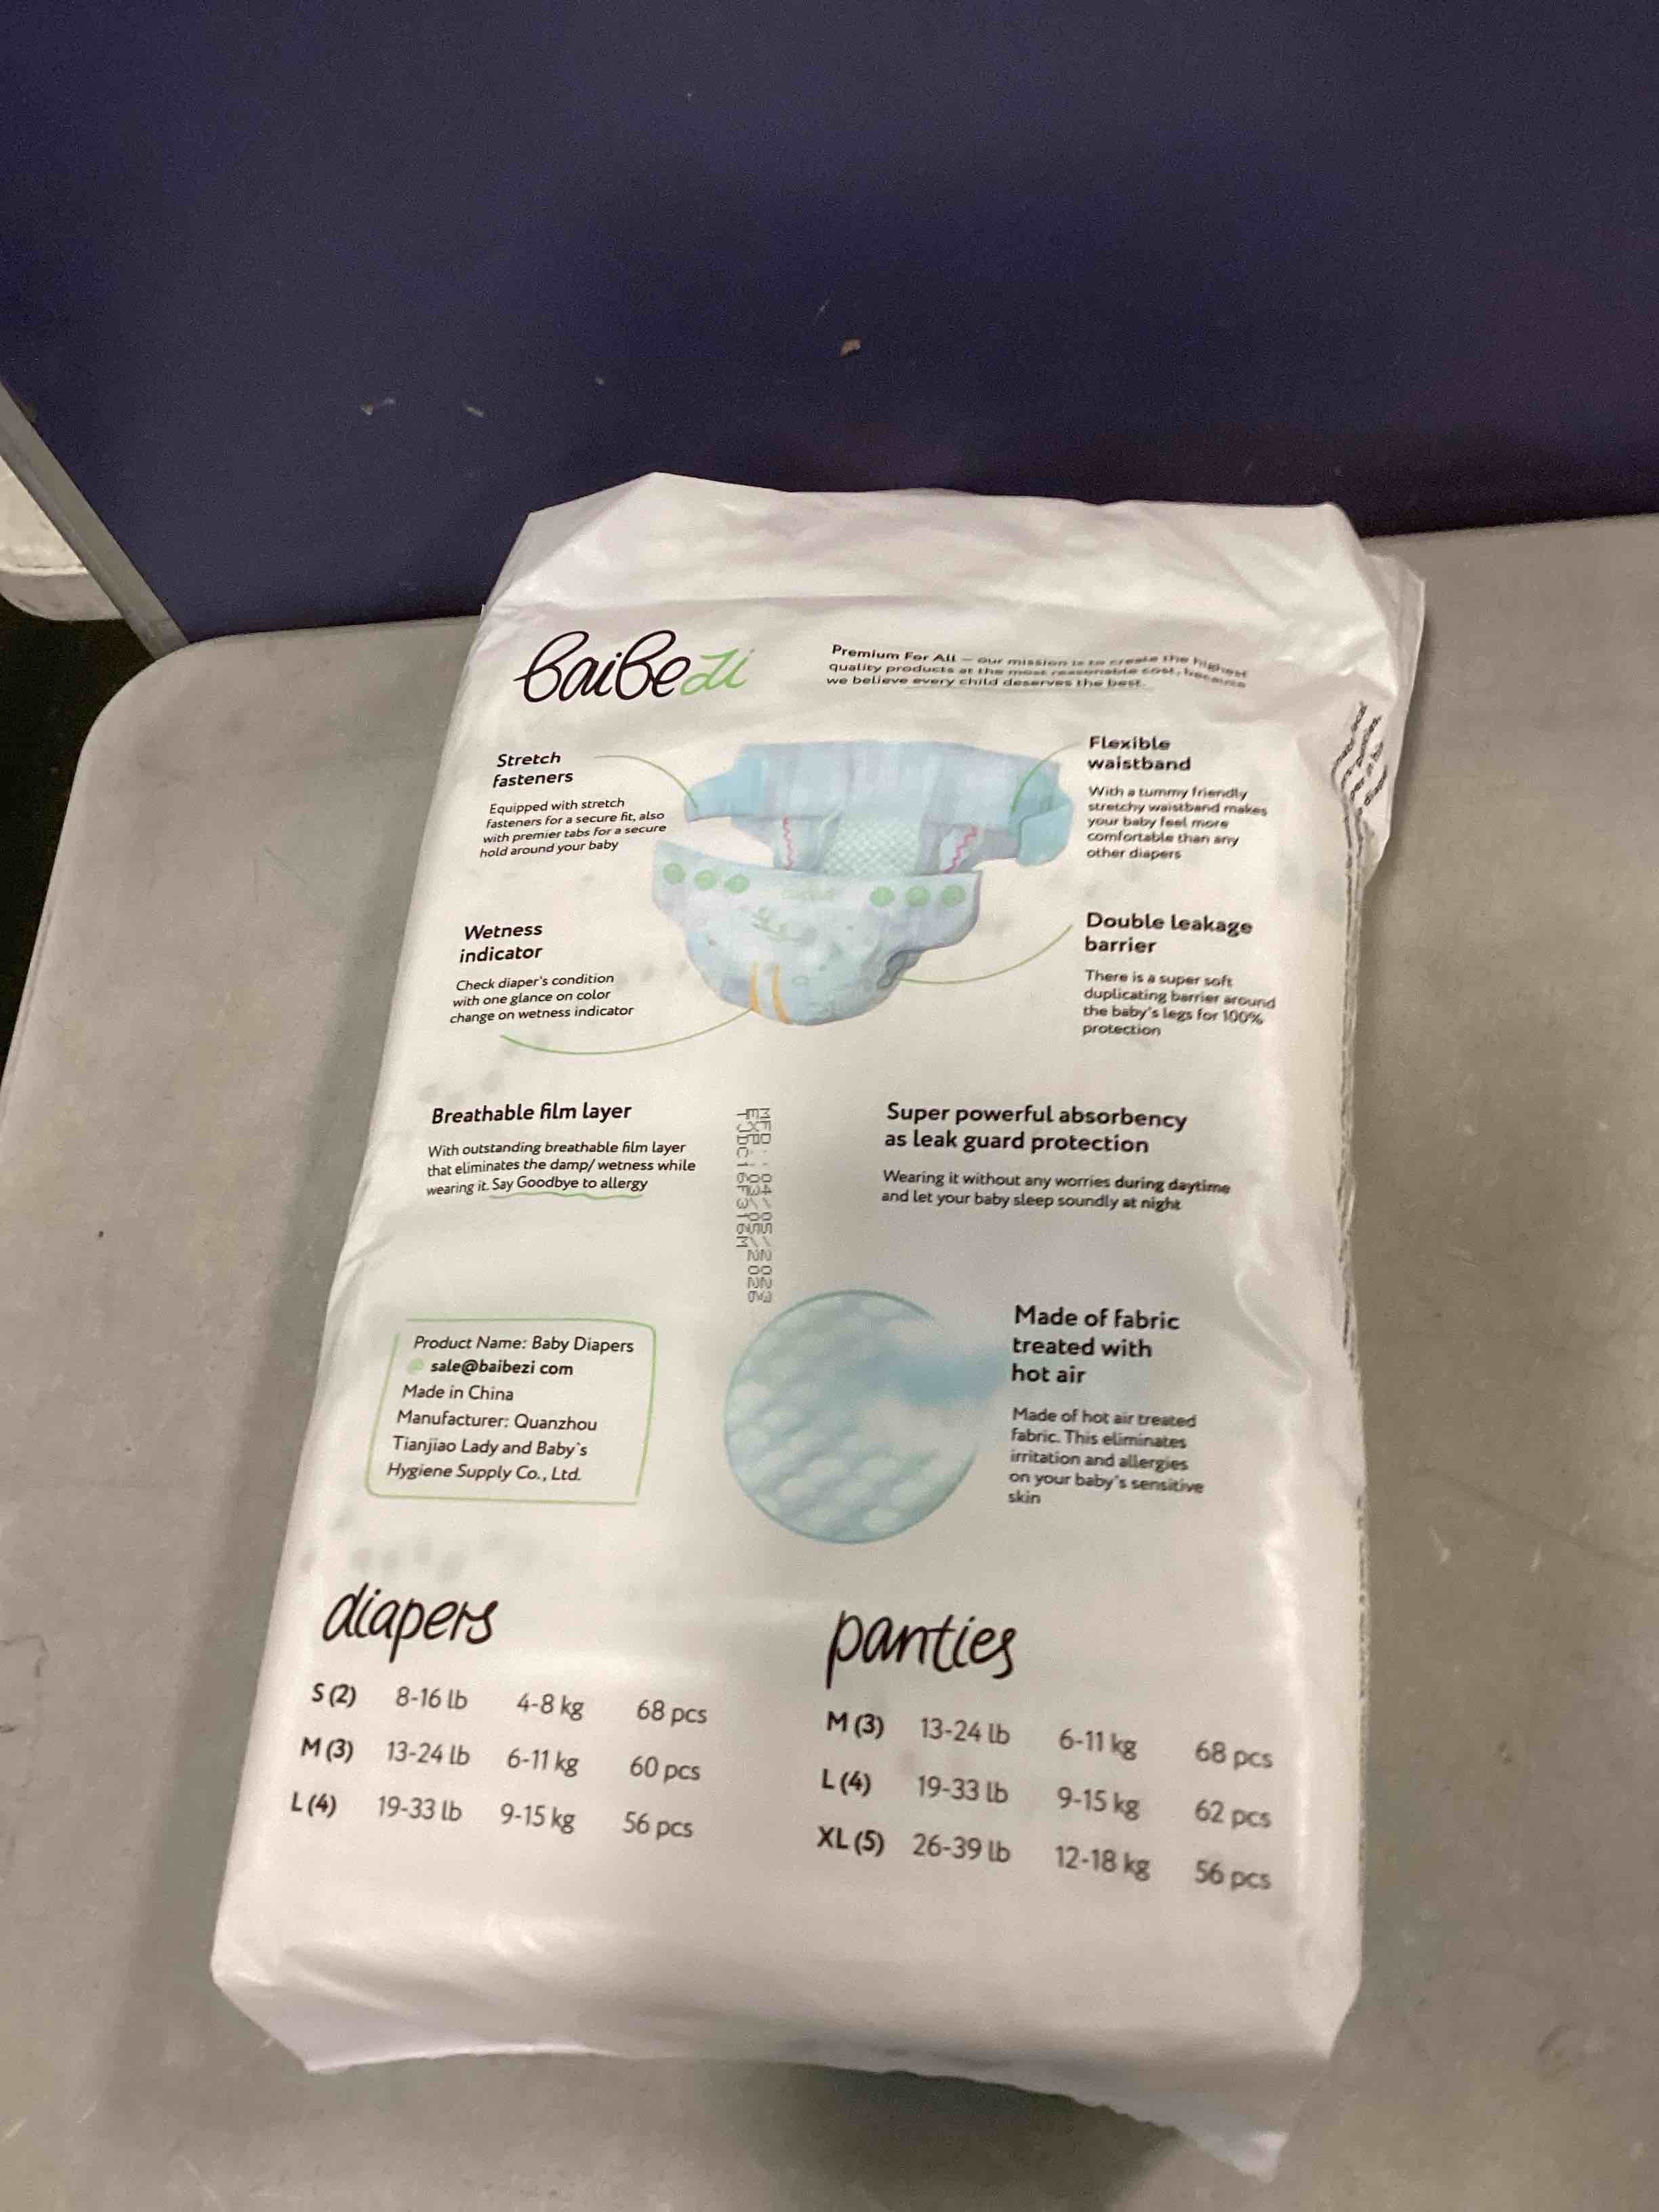 baibezi
Premium For All — our mission is to create the highest
quality products at the most reasonable cost, because
we believe every child deserves the best.
Stretch
fasteners
Equipped with stretch
fasteners for a secure fit, also
with premier tabs for a secure
hold around your baby
Flexible
waistband
With a tummy friendly
stretchy waistband makes
your baby feel more
comfortable than any
other diapers
Wetness
indicator
Check diaper's condition
with one glance on color
change on wetness indicator
Double leakage
barrier
There is a super soft
duplicating barrier around
the baby's legs for 100%
protection
Breathable film layer
With outstanding breathable film layer
that eliminates the damp/ wetness while
wearing it. Say Goodbye to allergy
Super powerful absorbency
as leak guard protection
Wearing it without any worries during daytime
and let your baby sleep soundly at night
MFD: 04/05/2023
Product Name: Baby Diapers
sale@baibezi com
Made in China
Manufacturer: Quanzhou
Tianjiao Lady and Baby's
Hygiene Supply Co., Ltd.
Made of fabric
treated with
hot air
Made of hot air treated
fabric. This eliminates
irritation and allergies
on your baby's sensitive
skin
diapers
S (2) 8-16 lb 4-8 kg 68 pcs
M (3) 13-24 lb 6-11 kg 60 pcs
L (4) 19-33 lb 9-15 kg 56 pcs
panties
M (3) 13-24 lb 6-11 kg 68 pcs
L (4) 19-33 lb 9-15 kg 62 pcs
XL (5) 26-39 lb 12-18 kg 56 pcs